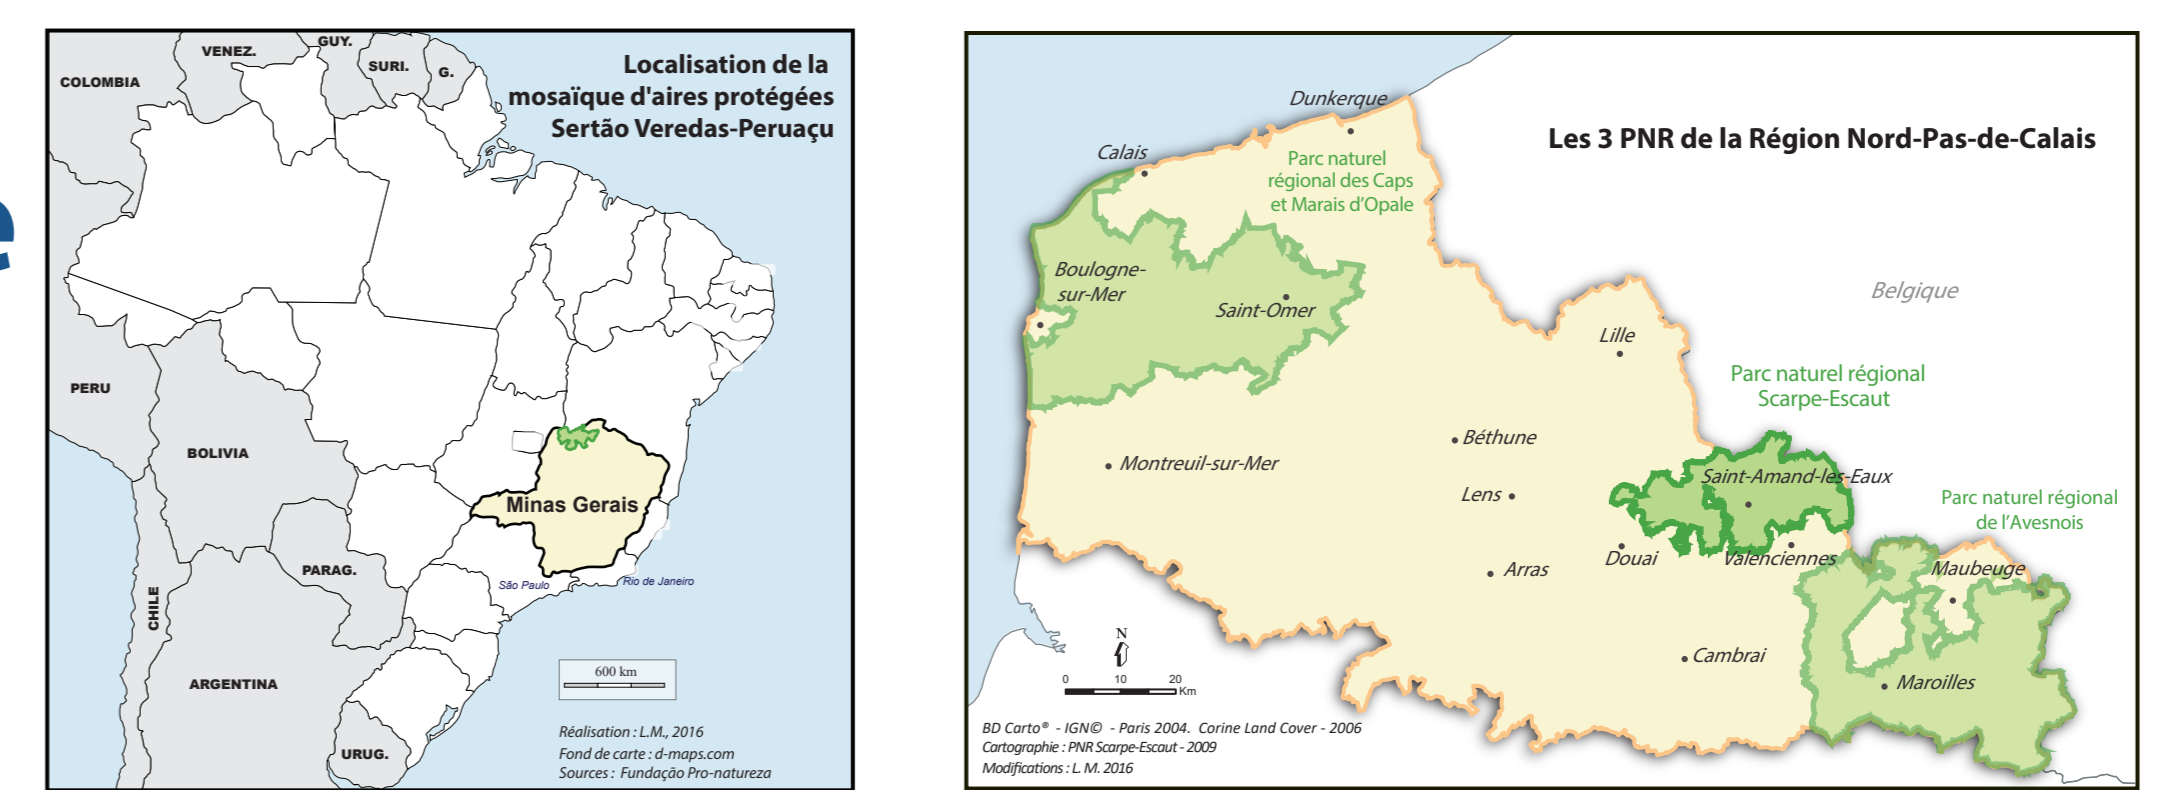 e
Localisation de la
mosaïque d'aires protégées
Sertão Veredas-Peruaçu
VENEZ.
GUY.
SURI.
G.
COLOMBIA
PERU
BOLIVIA
Minas Gerais
PARAG.
São Paulo
Rio de Janeiro
CHILE
ARGENTINA
URUG.
600 km
Réalisation : L.M., 2016
Fond de carte : d-maps.com
Sources : Fundação Pro-natureza
Les 3 PNR de la Région Nord-Pas-de-Calais
Dunkerque
Calais
Parc naturel
régional des Caps
et Marais d'Opale
Boulogne-
sur-Mer
Saint-Omer
Belgique
Lille
Parc naturel régional
Scarpe-Escaut
Béthune
Montreuil-sur-Mer
Lens
Saint-Amand-les-Eaux
Parc naturel régional
de l'Avesnois
Douai
Valenciennes
Arras
Maubeuge
Cambrai
Maroilles
N
0 10 20
Km
BD Carto® - IGN© - Paris 2004. Corine Land Cover - 2006
Cartographie : PNR Scarpe-Escaut - 2009
Modifications : L. M. 2016